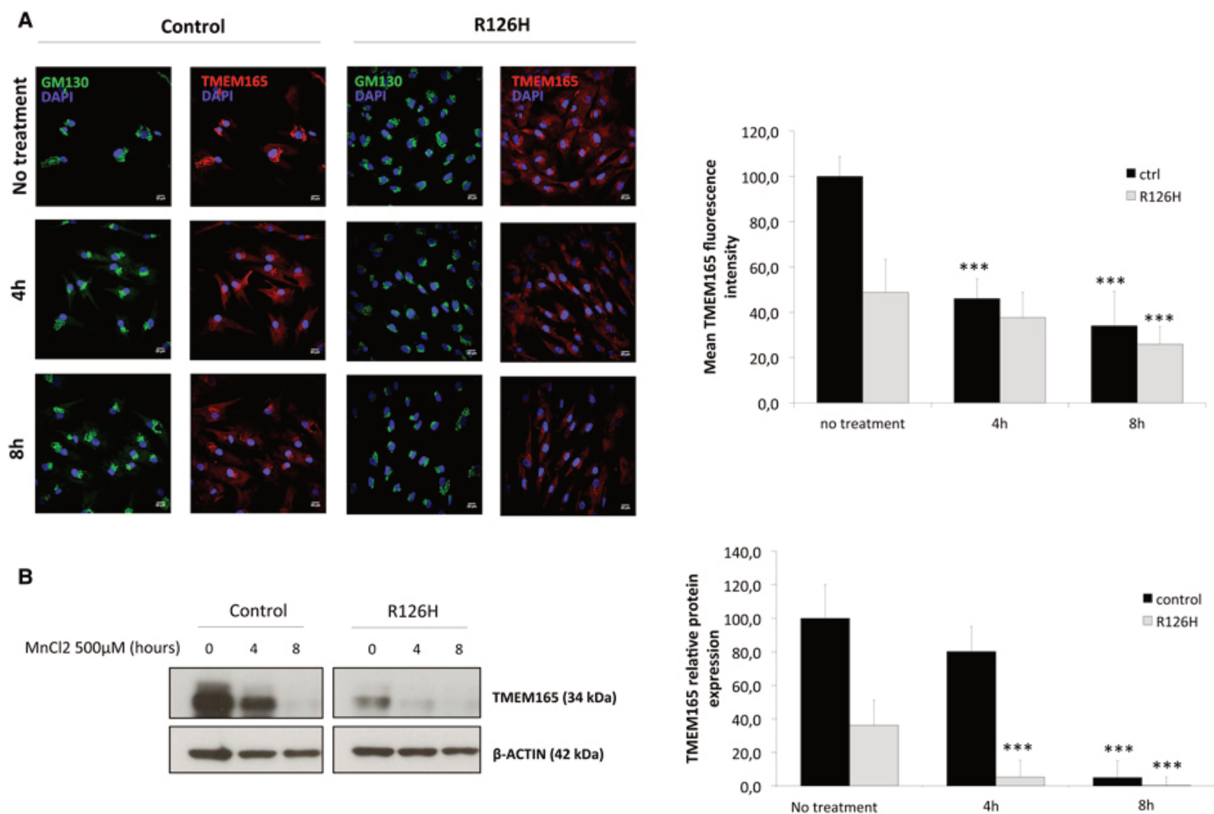 A
Control
R126H
No treatment
4h
8h
GM130
DAPI
TMEM165
DAPI
GM130
DAPI
TMEM165
DAPI
Mean TMEM165 fluorescence
intensity
120,0
100,0
80,0
60,0
40,0
20,0
0,0
ctrl
R126H
***
***
***
no treatment
4h
8h
B
Control
R126H
MnCl2 500µM (hours)
0
4
8
0
4
8
TMEM165 (34 kDa)
β-ACTIN (42 kDa)
TMEM165 relative protein
expression
140,0
120,0
100,0
80,0
60,0
40,0
20,0
0,0
control
R126H
***
***
***
No treatment
4h
8h